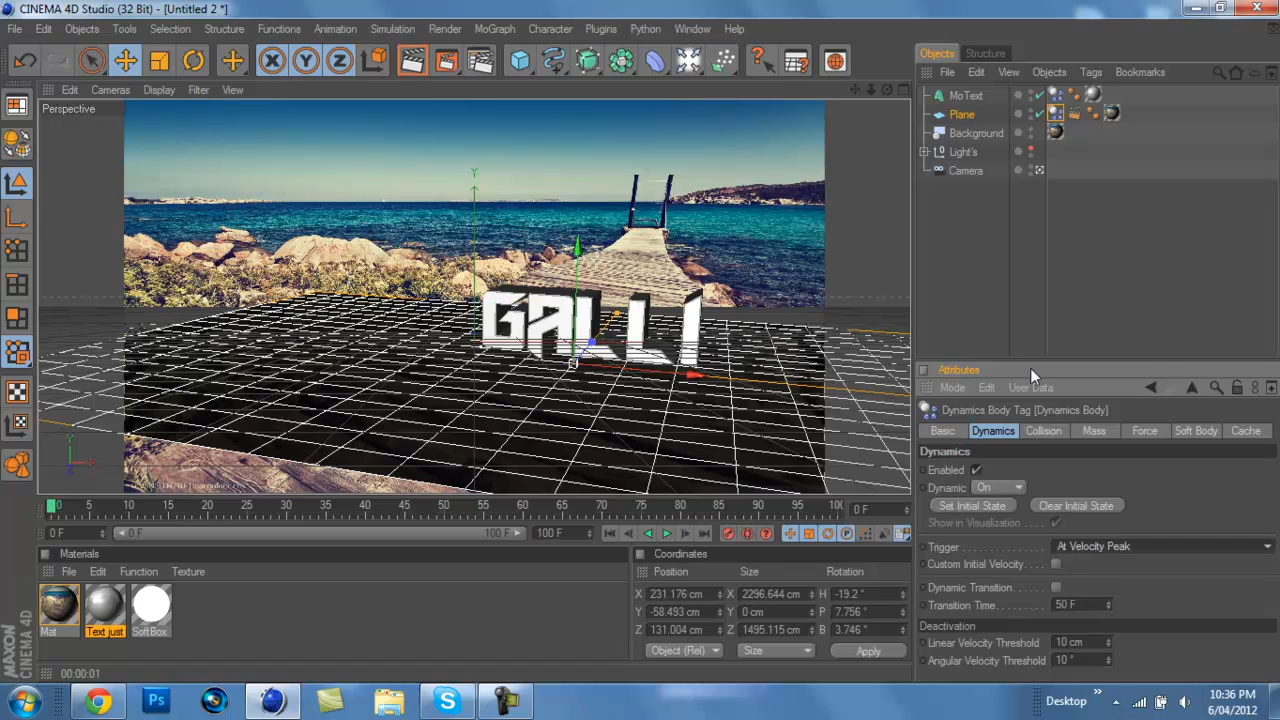 CINEMA 4D Studio (32 Bit) - [Untitled 2 *]
File Edit Objects Tools Selection Structure Functions Animation Simulation Render MoGraph Character Plugins Python Window Help
X Y Z
Edit Cameras Display Filter View
Perspective
Y
GALLI
Y
Z
0 5 10 15 20 25 30 35 40 45 50 55 60 65 70 75 80 85 90 95 0 F
0 F 0 F 100 F 100 F
Materials
File Edit Function Texture
Mat Text just SoftBox
Coordinates
Position Size Rotation
X 231.176 cm X 2296.644 cm H -19.2 °
Y -58.493 cm Y 0 cm P 7.756 °
Z 131.004 cm Z 1495.115 cm B 3.746 °
Object (Rel) Size Apply
00:00:01
MAXON
CINEMA 4D
Objects Structure
File Edit View Objects Tags Bookmarks
MoText
Plane
Background
Light's
Camera
Attributes
Mode Edit User Data
Dynamics Body Tag [Dynamics Body]
Basic Dynamics Collision Mass Force Soft Body Cache
Dynamics
Enabled
Dynamic On
Set Initial State Clear Initial State
Show in Visualization
Trigger At Velocity Peak
Custom Initial Velocity
Dynamic Transition
Transition Time 50 F
Deactivation
Linear Velocity Threshold 10 cm
Angular Velocity Threshold 10 °
Ps
Desktop
10:36 PM
6/04/2012